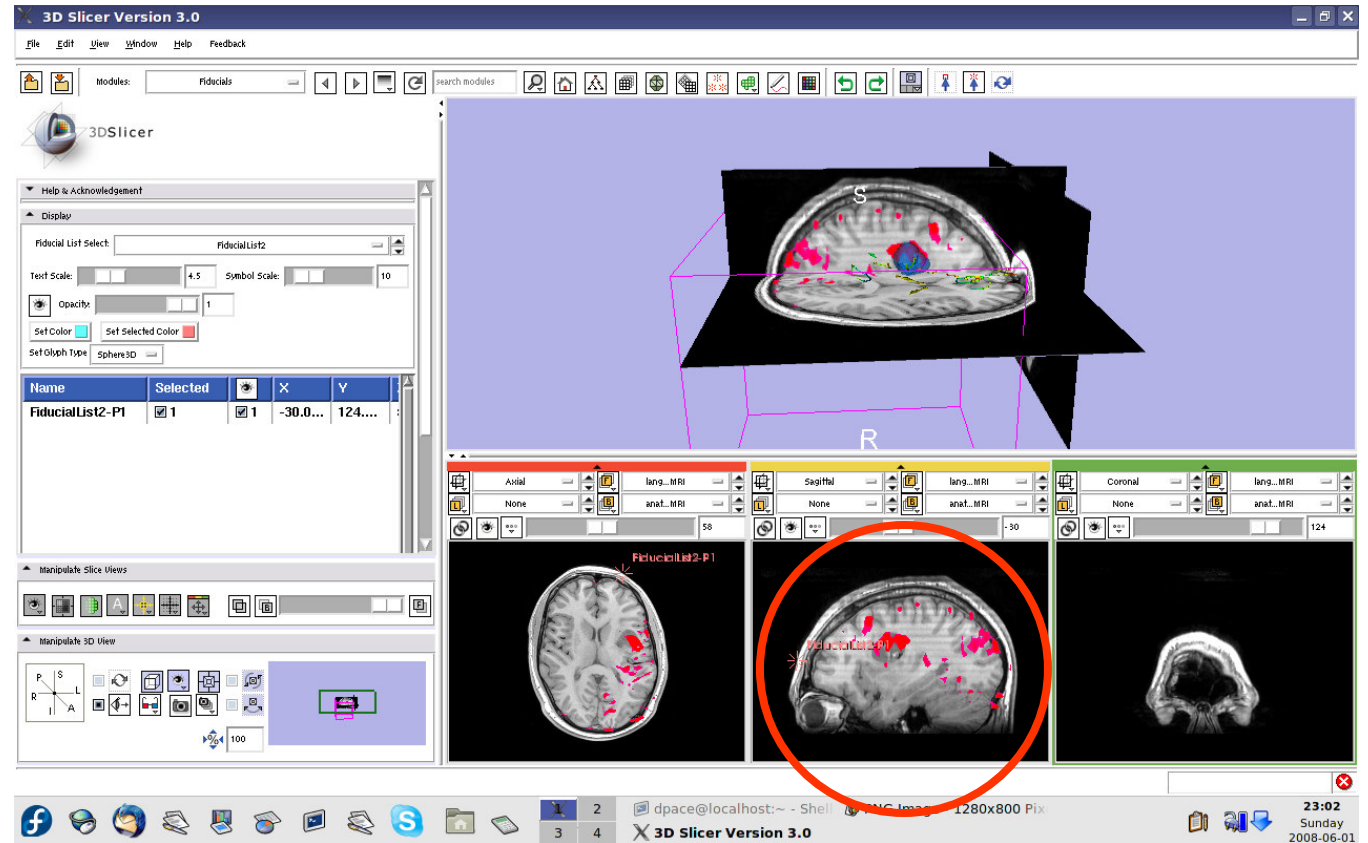 3D Slicer Version 3.0
File Edit View Window Help Feedback
Modules: Fiducials search modules
3DSlicer
Help & Acknowledgement
Display
Fiducial List Select: FiducialList2
Text Scale: 4.5 Symbol Scale: 10
Opacity: 1
Set Color Set Selected Color
Set Glyph Type Sphere3D
Name Selected X Y
FiducialList2-P1 1 1 -30.0... 124....
Manipulate Slice Views
Manipulate 3D View
P S R L I A
100
S
R
Axial lang...MRI
None anat...MRI
58
FiducialList2-P1
Sagittal lang...MRI
None anat...MRI
-30
FiducialList2-P1
Coronal lang...MRI
None anat...MRI
124
1 2
3 4
dpace@localhost:~ - Shell
PNG Image - 1280x800 Pix
3D Slicer Version 3.0
23:02
Sunday
2008-06-01